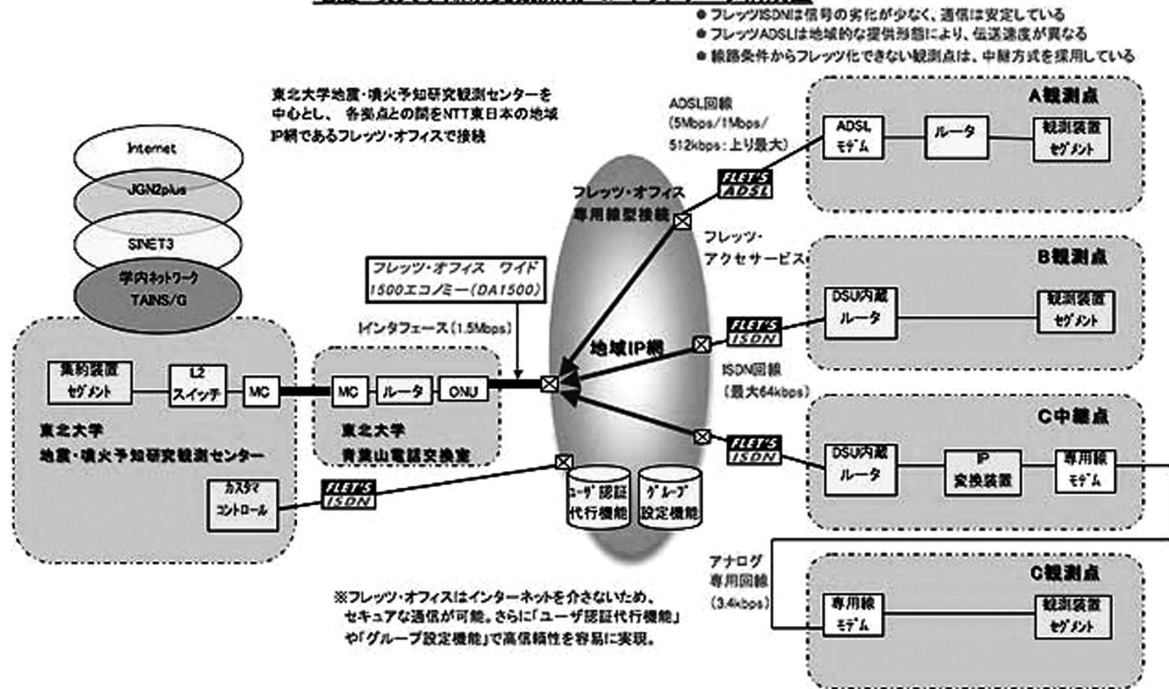 ● フレッツISDNは信号の劣化が少なく、通信は安定している
● フレッツADSLは地域的な提供形態により、伝送速度が異なる
● 線路条件からフレッツ化できない観測点は、中継方式を採用している
東北大学地震・噴火予知研究観測センターを
中心とし、各拠点との間をNTT東日本の地域
IP網であるフレッツ・オフィスで接続
Internet
JGN2plus
SINET3
学内ネットワーク
TAINS/G
フレッツ・オフィス ワイド
1500エコノミー(DA1500)
Iインタフェース(1.5Mbps)
集約装置
セグメント
L2
スイッチ
MC
東北大学
地震・噴火予知研究観測センター
カスタマ
コントロール
FLET'S
ISDN
MC
ルータ
ONU
東北大学
青葉山電話交換室
フレッツ・オフィス
専用線型接続
地域IP網
ユーザ認証
代行機能
グループ
設定機能
ADSL回線
(5Mbps/1Mbps/
512kbps:上り最大)
FLET'S
ADSL
フレッツ・
アクセサービス
FLET'S
ISDN
ISDN回線
(最大64kbps)
FLET'S
ISDN
アナログ
専用回線
(3.4kbps)
A観測点
ADSL
モデム
ルータ
観測装置
セグメント
B観測点
DSU内蔵
ルータ
観測装置
セグメント
C中継点
DSU内蔵
ルータ
IP
変換装置
専用線
モデム
C観測点
専用線
モデム
観測装置
セグメント
※フレッツ・オフィスはインターネットを介さないため、
セキュアな通信が可能。さらに「ユーザ認証代行機能」
や「グループ設定機能」で高信頼性を容易に実現。